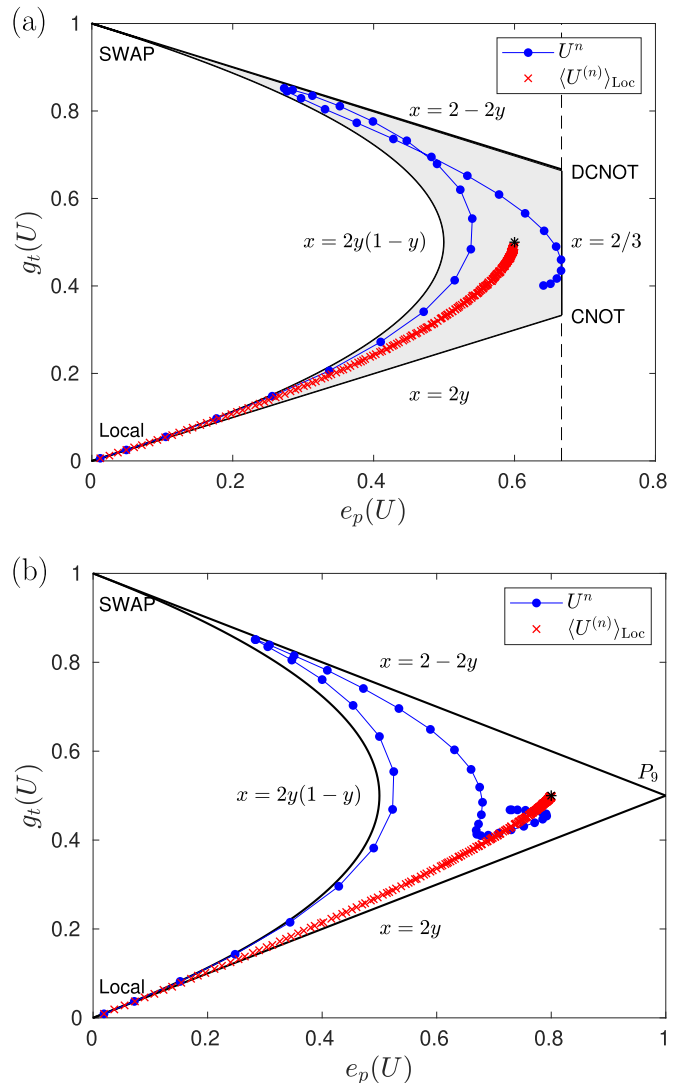 (a)
1
SWAP
U^n
⟨U^(n)⟩_Loc
x = 2 − 2y
0.8
DCNOT
0.6
g_t(U)
x = 2y(1 − y)
x = 2/3
0.4
CNOT
0.2
x = 2y
Local
0
0 0.2 0.4 0.6 0.8
e_p(U)
(b)
1
SWAP
U^n
⟨U^(n)⟩_Loc
x = 2 − 2y
0.8
0.6
g_t(U)
x = 2y(1 − y)
P_9
0.4
0.2
x = 2y
Local
0
0 0.2 0.4 0.6 0.8 1
e_p(U)